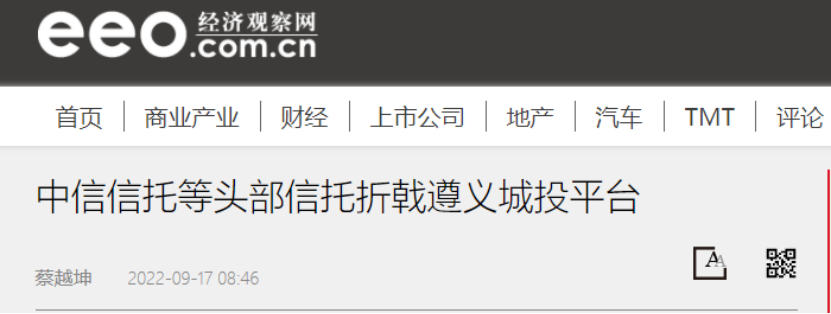 eeo 经济观察网
.com.cn
首页 商业产业 财经 上市公司 地产 汽车 TMT 评论
中信信托等头部信托折戟遵义城投平台
蔡越坤 2022-09-17 08:46